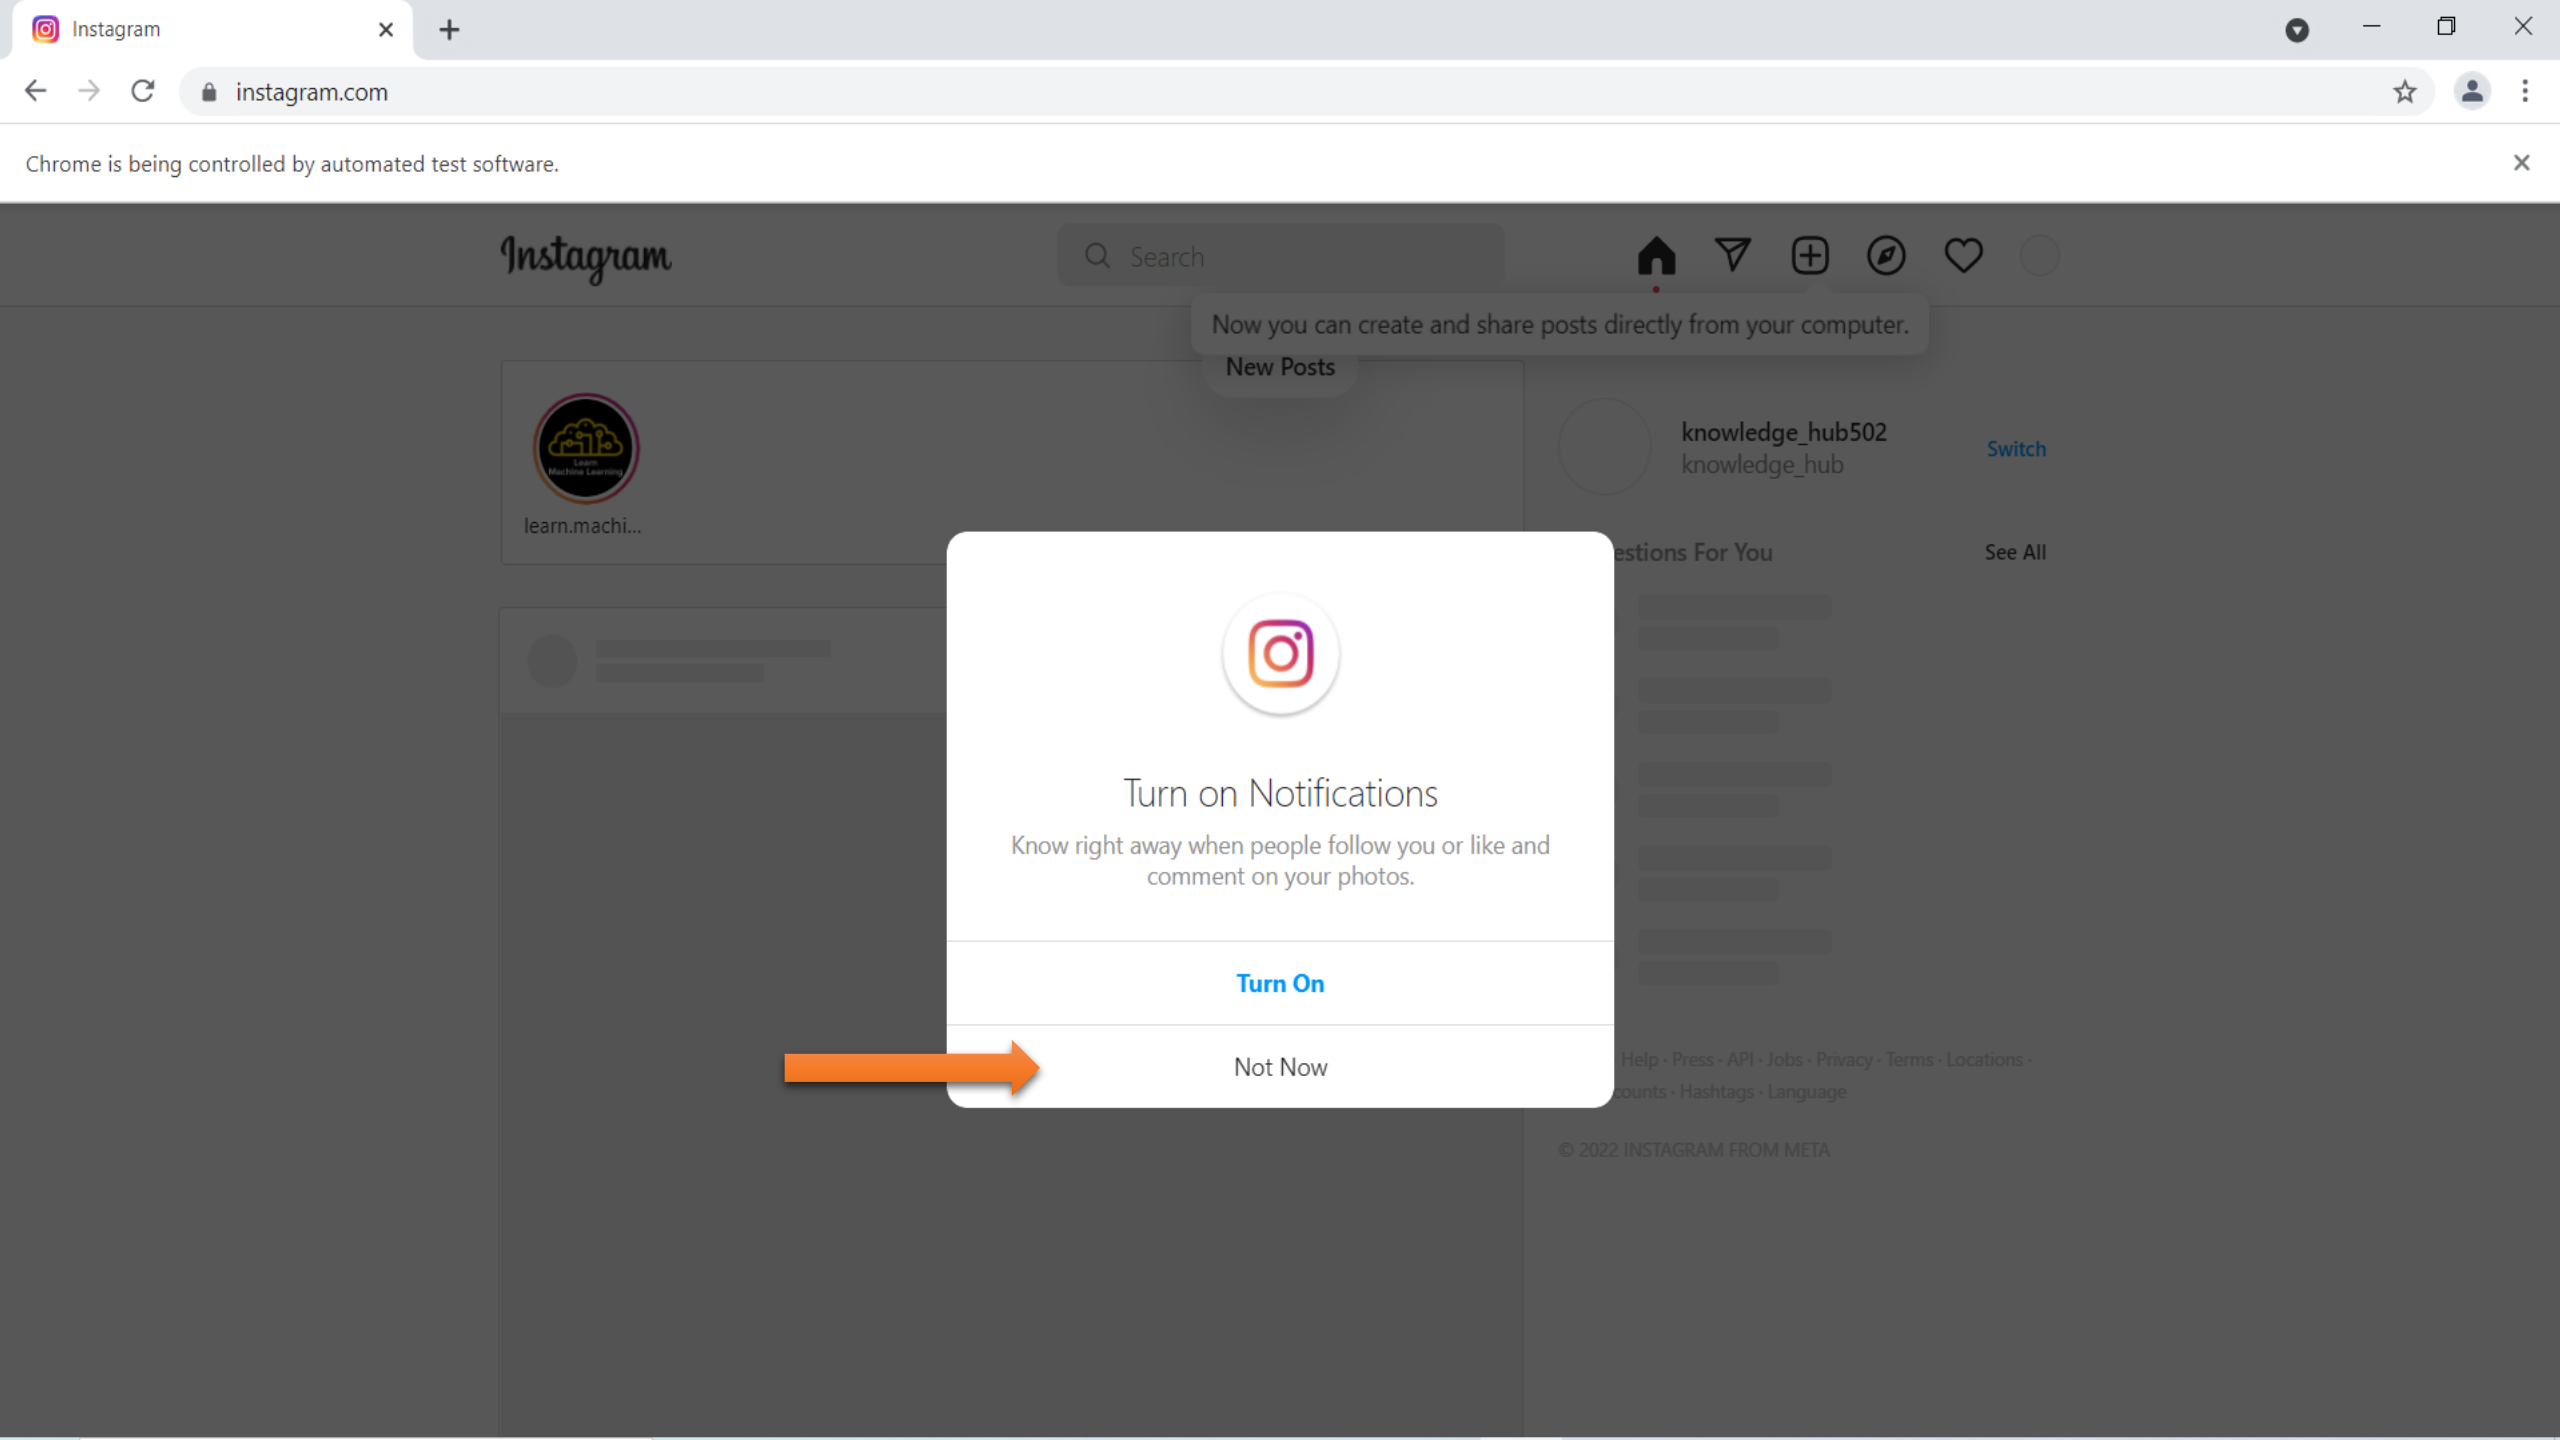 Instagram
instagram.com
Chrome is being controlled by automated test software.
Instagram
Search
Now you can create and share posts directly from your computer.
New Posts
Learn
Machine Learning
learn.machi...
knowledge_hub502
knowledge_hub
Switch
estions For You
See All
Turn on Notifications
Know right away when people follow you or like and
comment on your photos.
Turn On
Not Now
Help · Press · API · Jobs · Privacy · Terms · Locations ·
counts · Hashtags · Language
© 2022 INSTAGRAM FROM META